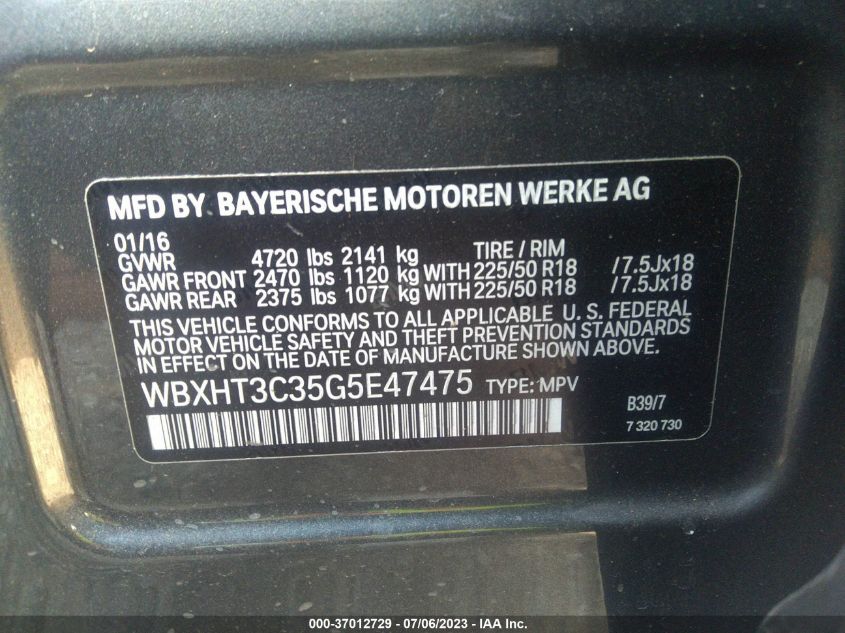 MFD BY BAYERISCHE MOTOREN WERKE AG
01/16
GVWR 4720 lbs 2141 kg TIRE / RIM
GAWR FRONT 2470 lbs 1120 kg WITH 225/50 R18 /7.5Jx18
GAWR REAR 2375 lbs 1077 kg WITH 225/50 R18 /7.5Jx18
THIS VEHICLE CONFORMS TO ALL APPLICABLE U. S. FEDERAL
MOTOR VEHICLE SAFETY AND THEFT PREVENTION STANDARDS
IN EFFECT ON THE DATE OF MANUFACTURE SHOWN ABOVE.
WBXHT3C35G5E47475 TYPE: MPV
B39/7
7 320 730
000-37012729 - 07/06/2023 - IAA Inc.